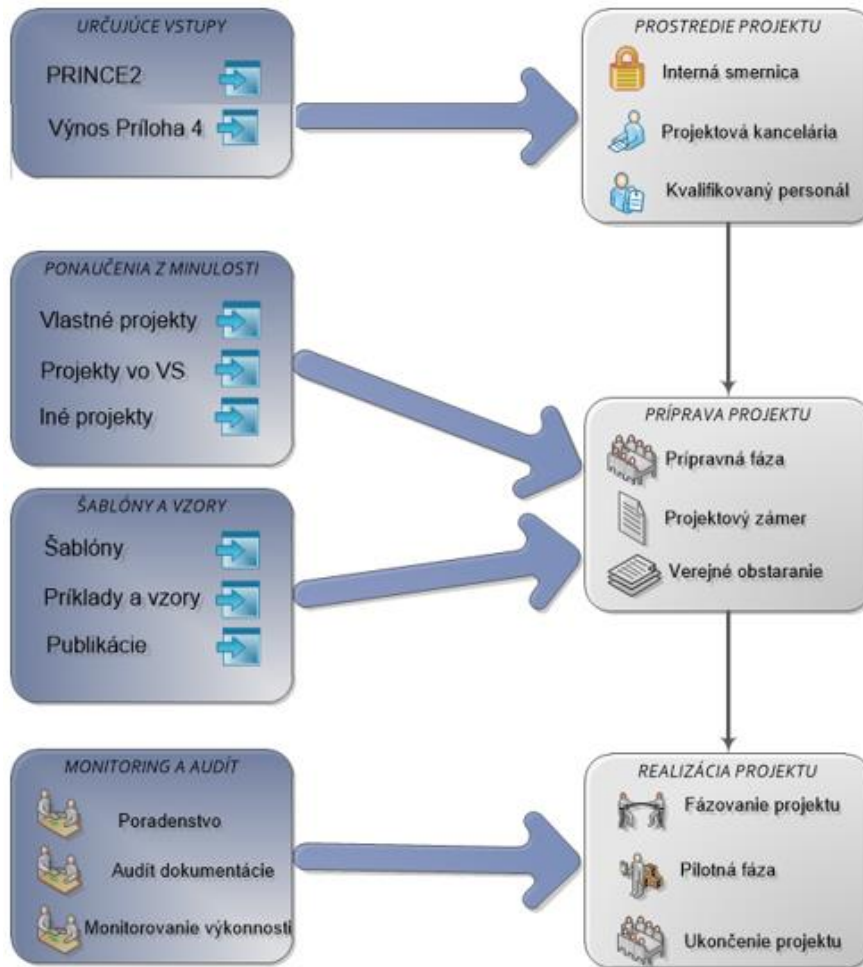 URČUJÚCE VSTUPY
PRINCE2
Výnos Príloha 4
PROSTREDIE PROJEKTU
Interná smernica
Projektová kancelária
Kvalifikovaný personál
PONAUČENIA Z MINULOSTI
Vlastné projekty
Projekty vo VS
Iné projekty
PRÍPRAVA PROJEKTU
Prípravná fáza
Projektový zámer
Verejné obstaranie
ŠABLÓNY A VZORY
Šablóny
Príklady a vzory
Publikácie
MONITORING A AUDÍT
Poradenstvo
Audít dokumentácie
Monitorovanie výkonností
REALIZÁCIA PROJEKTU
Fázovanie projektu
Pilotná fáza
Ukončenie projektu